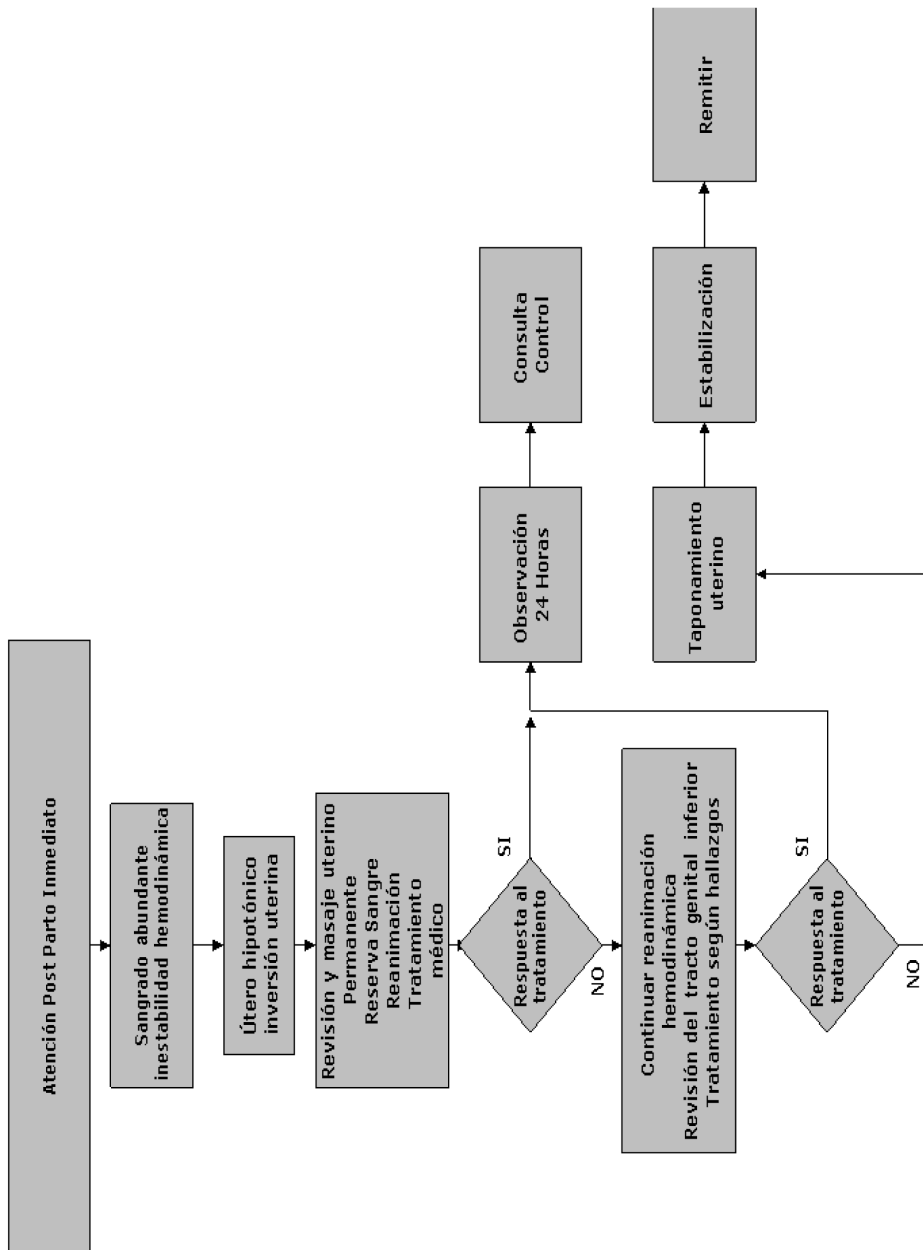 Atención Post Parto Inmediato
Sangrado abundante
inestabilidad hemodinámica
Útero hipotónico
inversión uterina
Revisión y masaje uterino
Permanente
Reserva Sangre
Reanimación
Tratamiento
médico
Respuesta al
tratamiento
SI
NO
Observación
24 Horas
Consulta
Control
Continuar reanimación
hemodinámica
Revisión del tracto genital inferior
Tratamiento según hallazgos
Respuesta al
tratamiento
SI
NO
Taponamiento
uterino
Estabilización
Remitir